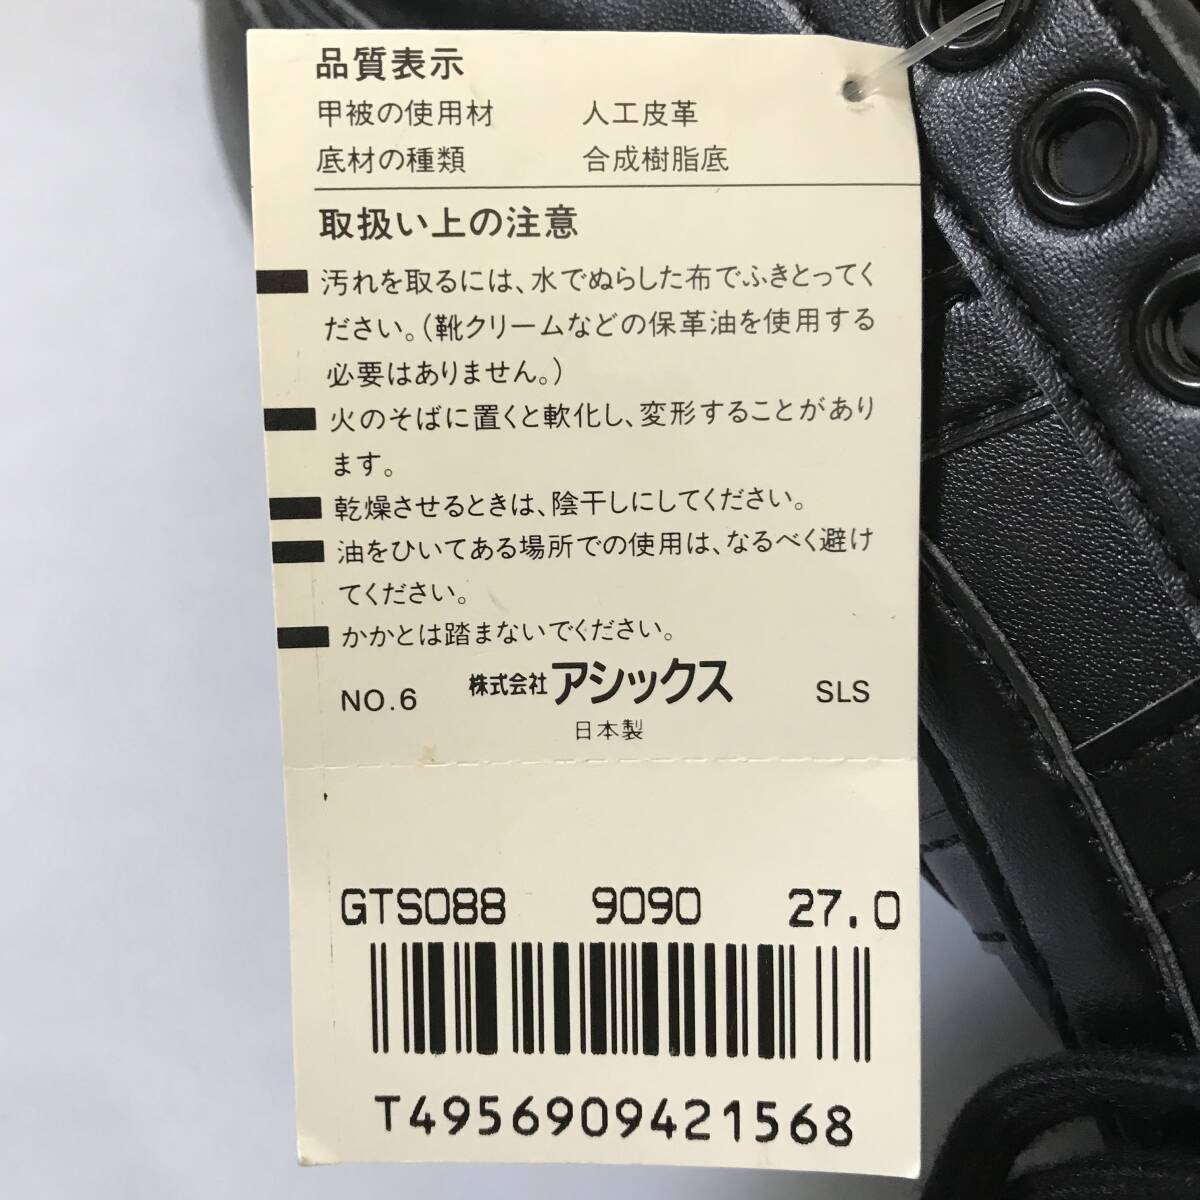 品質表示
甲被の使用材 人工皮革
底材の種類 合成樹脂底
取扱い上の注意
汚れを取るには、水でぬらした布でふきとってく
ださい。（靴クリームなどの保革油を使用する
必要はありません。）
火のそばに置くと軟化し、変形することがあり
ます。
乾燥させるときは、陰干しにしてください。
油をひいてある場所での使用は、なるべく避け
てください。
かかとは踏まないでください。
NO.6 株式会社アシックス SLS
日本製
GTS088 9090 27.0
T4956909421568